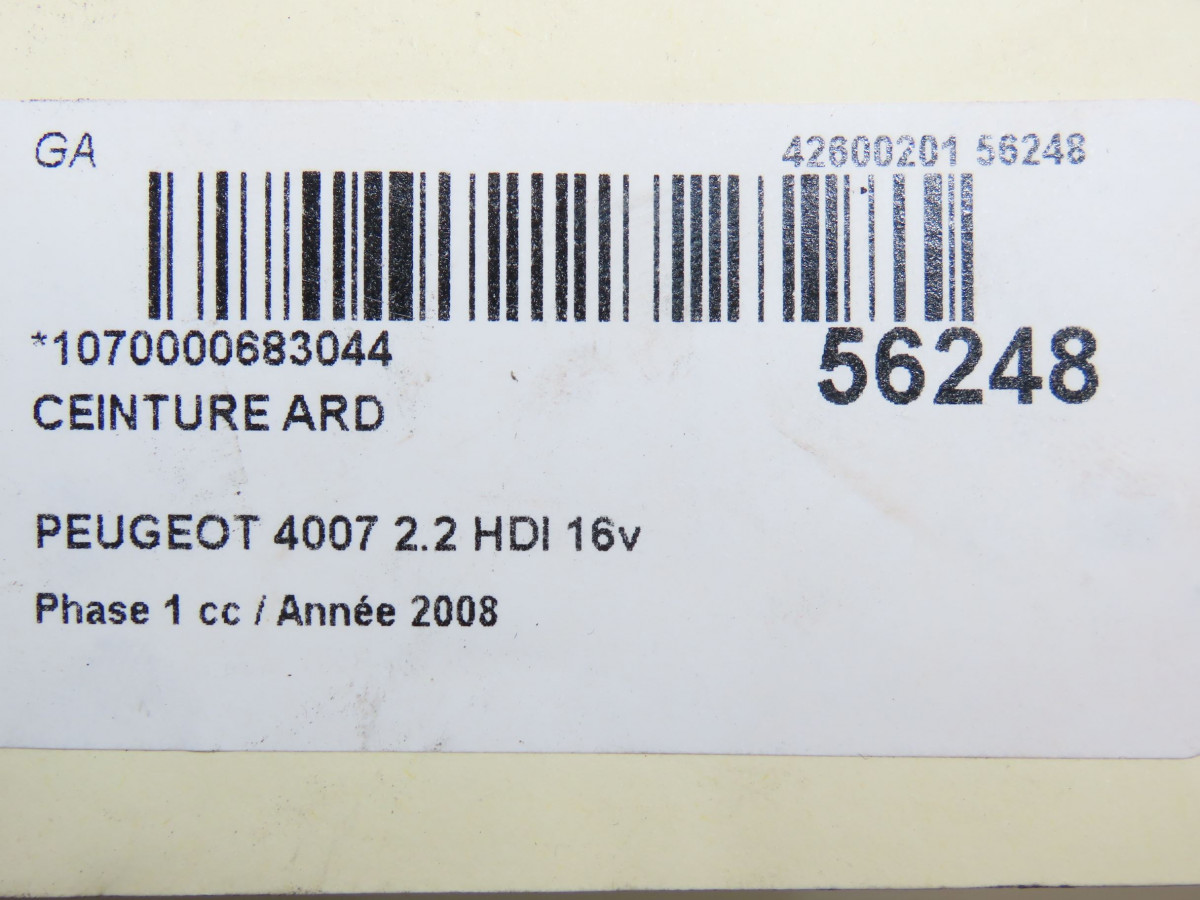 GA 42600201 56248
*1070000683044 56248
CEINTURE ARD
PEUGEOT 4007 2.2 HDI 16v
Phase 1 cc / Année 2008